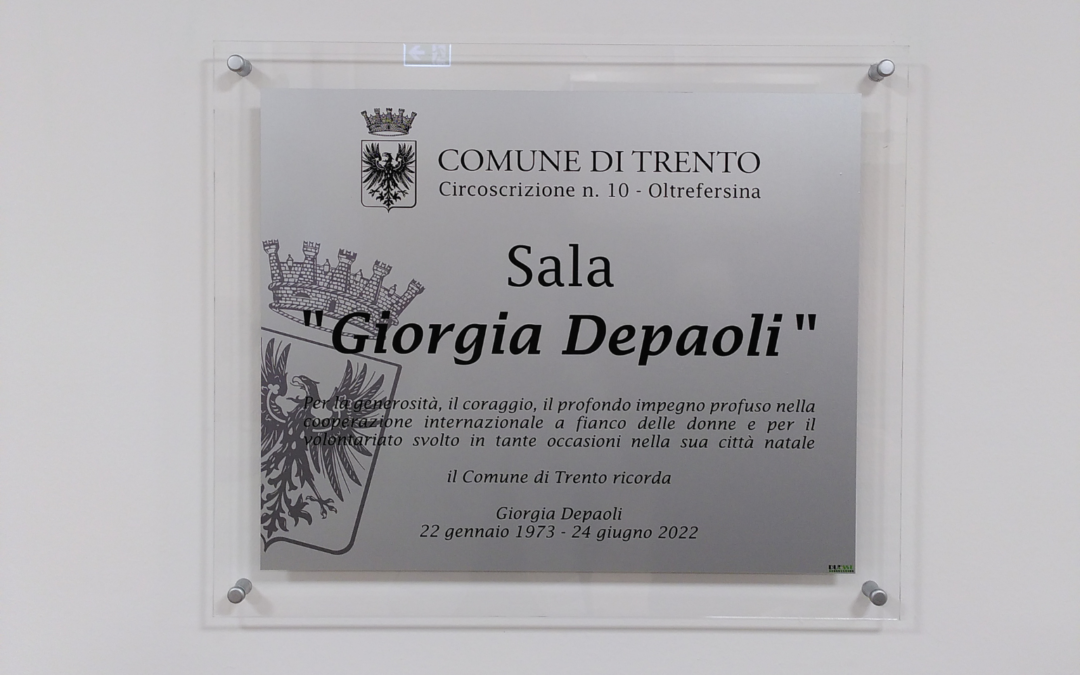 COMUNE DI TRENTO
Circoscrizione n. 10 - Oltrefersina
Sala
"Giorgia Depaoli"
Per la generosità, il coraggio, il profondo impegno profuso nella
cooperazione internazionale a fianco delle donne e per il
volontariato svolto in tante occasioni nella sua città natale
il Comune di Trento ricorda
Giorgia Depaoli
22 gennaio 1973 - 24 giugno 2022